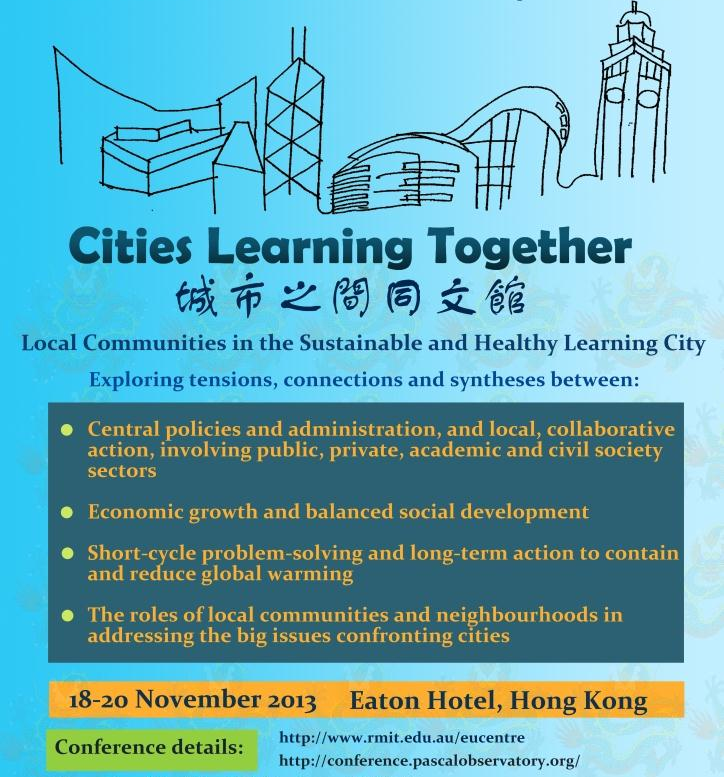 Cities Learning Together
城市之間同文館
Local Communities in the Sustainable and Healthy Learning City
Exploring tensions, connections and syntheses between:
Central policies and administration, and local, collaborative
action, involving public, private, academic and civil society
sectors
Economic growth and balanced social development
Short-cycle problem-solving and long-term action to contain
and reduce global warming
The roles of local communities and neighbourhoods in
addressing the big issues confronting cities
18-20 November 2013 Eaton Hotel, Hong Kong
Conference details:
http://www.rmit.edu.au/eucentre
http://conference.pascalobservatory.org/